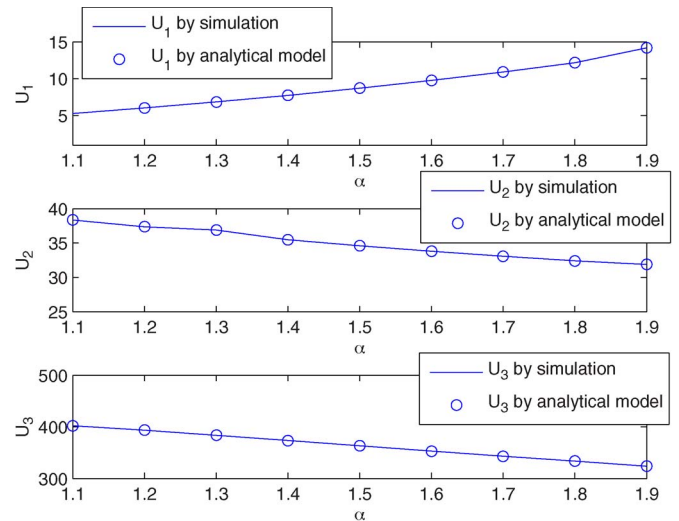 U1 by simulation
U1 by analytical model
15
10
5
U1
1.1 1.2 1.3 1.4 1.5 1.6 1.7 1.8 1.9
α
U2 by simulation
U2 by analytical model
40
35
30
25
U2
1.1 1.2 1.3 1.4 1.5 1.6 1.7 1.8 1.9
α
U3 by simulation
U3 by analytical model
500
400
300
U3
1.1 1.2 1.3 1.4 1.5 1.6 1.7 1.8 1.9
α